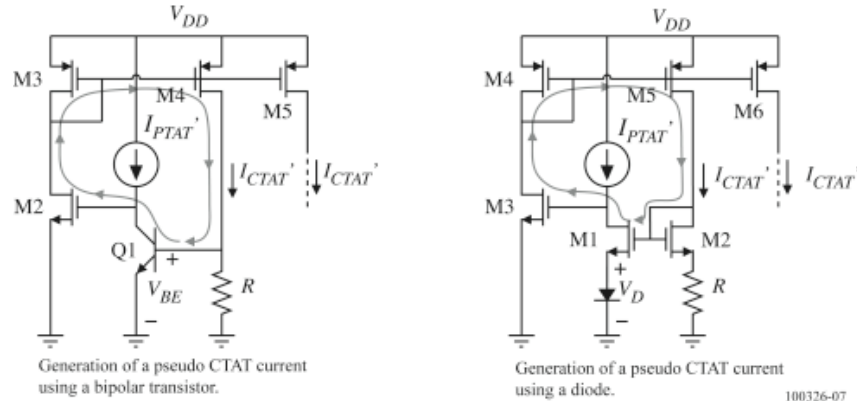 V_DD
M3
M4
M5
I_PTAT'
I_CTAT'
I_CTAT'
M2
Q1
+
V_BE
−
R
Generation of a pseudo CTAT current
using a bipolar transistor.
V_DD
M4
M5
M6
I_PTAT'
I_CTAT'
I_CTAT'
M3
M1
M2
+
V_D
−
R
Generation of a pseudo CTAT current
using a diode.
100326-07